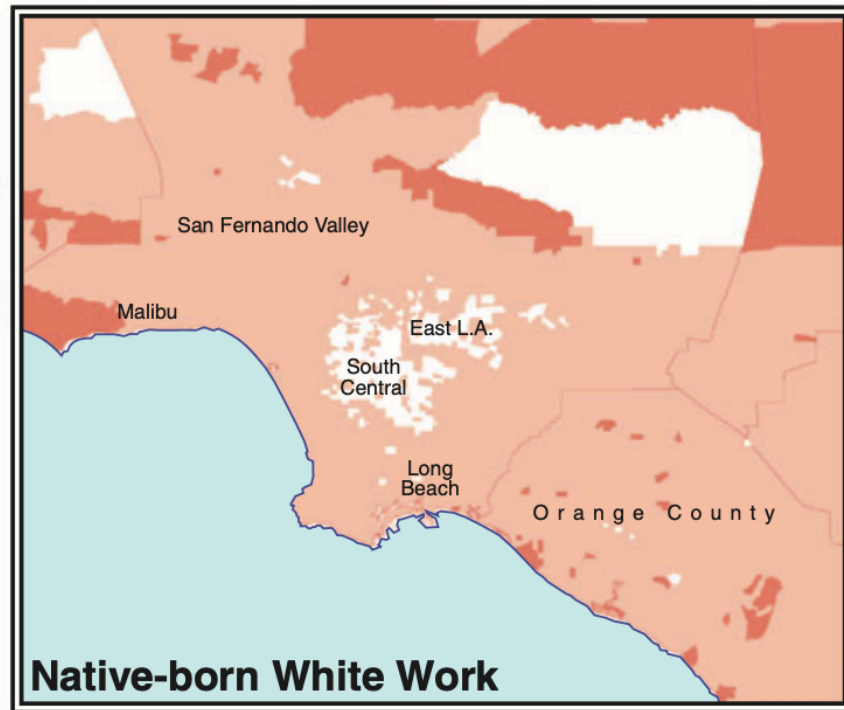 San Fernando Valley
Malibu
East L.A.
South
Central
Long
Beach
Orange County
Native-born White Work